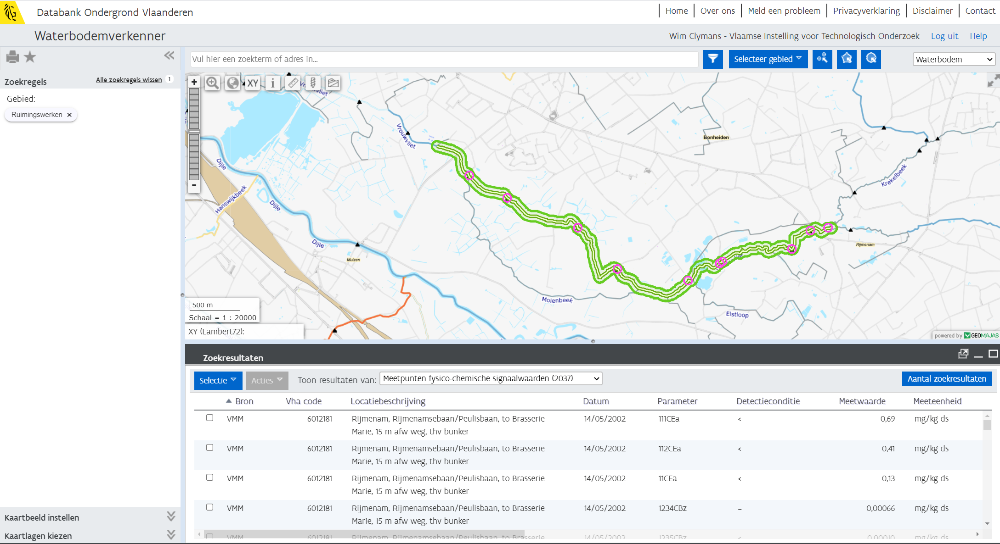 Databank Ondergrond Vlaanderen
Home
Over ons
Meld een probleem
Privacyverklaring
Disclaimer
Contact
Waterbodemverkenner
Wim Clymans - Vlaamse Instelling voor Technologisch Onderzoek
Log uit
Help
Vul hier een zoekterm of adres in...
Selecteer gebied
Waterbodem
Zoekregels
Alle zoekregels wissen 1
Gebied:
Ruimingswerken ×
+
XY
i
-
Vrouwvliet
Bonheiden
Dijle
Krekelbeek
Hanswijkbeek
Dijle
Dijle
Muizen
Rijmenam
Molenbeek
Elstloop
500 m
Schaal = 1 : 20000
XY (Lambert72):
powered by GEOMAJAS
Zoekresultaten
Selectie
Acties
Toon resultaten van:
Meetpunten fysico-chemische signaalwaarden (2037)
Aantal zoekresultaten
Bron Vha code Locatiebeschrijving Datum Parameter Detectieconditie Meetwaarde Meeteenheid
VMM 6012181 Rijmenam, Rijmenamsebaan/Peulisbaan, to Brasserie 14/05/2002 111CEa < 0,69 mg/kg ds
Marie, 15 m afw weg, thv bunker
VMM 6012181 Rijmenam, Rijmenamsebaan/Peulisbaan, to Brasserie 14/05/2002 112CEa < 0,41 mg/kg ds
Marie, 15 m afw weg, thv bunker
VMM 6012181 Rijmenam, Rijmenamsebaan/Peulisbaan, to Brasserie 14/05/2002 11CEa < 0,13 mg/kg ds
Marie, 15 m afw weg, thv bunker
VMM 6012181 Rijmenam, Rijmenamsebaan/Peulisbaan, to Brasserie 14/05/2002 1234CBz = 0,00066 mg/kg ds
Marie, 15 m afw weg, thv bunker
VMM 6012181 Rijmenam, Rijmenamsebaan/Peulisbaan, to Brasserie 14/05/2002 1235CBz < 0,00010 mg/kg ds
Kaartbeeld instellen
Kaartlagen kiezen